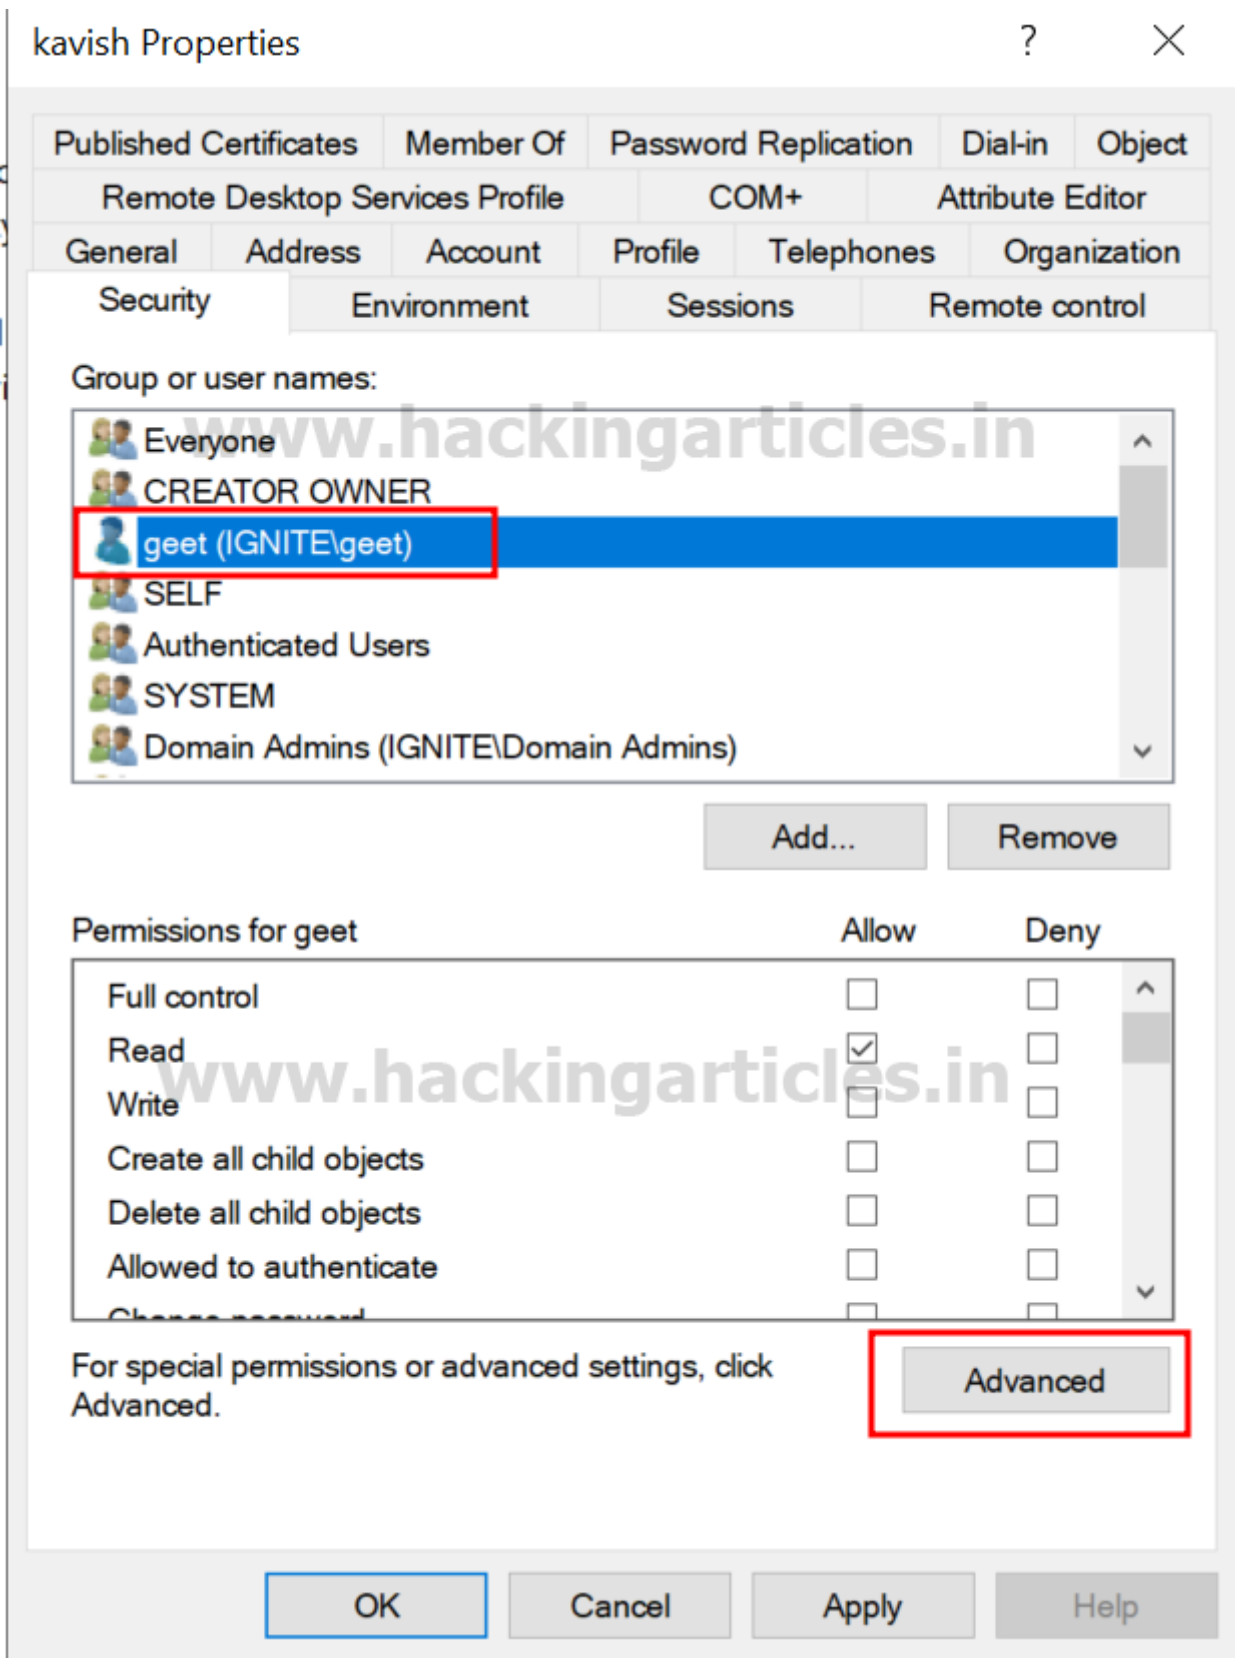 kavish Properties
Published Certificates Member Of Password Replication Dial-in Object
Remote Desktop Services Profile COM+ Attribute Editor
General Address Account Profile Telephones Organization
Security Environment Sessions Remote control
Group or user names:
www.hackingarticles.in
Everyone
CREATOR OWNER
geet (IGNITE\geet)
SELF
Authenticated Users
SYSTEM
Domain Admins (IGNITE\Domain Admins)
Add... Remove
Permissions for geet Allow Deny
Full control
Read
www.hackingarticles.in
Write
Create all child objects
Delete all child objects
Allowed to authenticate
Change password
For special permissions or advanced settings, click
Advanced.
Advanced
OK Cancel Apply Help